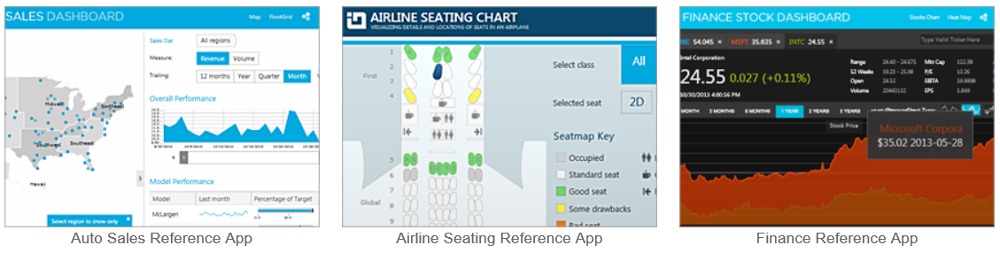 SALES DASHBOARD
Map PivotGrid
Sales Dat All regions
Measure: Revenue Volume
Trailing: 12 months Year Quarter Month
Overall Performance
Midwest
Northeast
Southwest
Southeast
Hawaii
Model Performance
Model Last month Percentage of Target
McLargen
Select region to show only x
Auto Sales Reference App
AIRLINE SEATING CHART
VISUALIZING DETAILS AND LOCATIONS OF SEATS IN AN AIRPLANE
1
First
2
3
4
5
6
7
Global
8
9
Select class All
Selected seat 2D
Seatmap Key
Occupied
Standard seat
Good seat
Some drawbacks
Bad seat
Airline Seating Reference App
FINANCE STOCK DASHBOARD
Stocks Chart Heat Map
54.045 x MSFT 35.635 x INTC 24.55 x
Type Valid Ticker Here
ntel Corporation
24.55 0.027 (+0.11%)
10/30/2013 4:00:56 PM
Range 24.40 - 24.675 Mkt Cap 122.3B
52 Weeks 19.23 - 25.98 P/E 13.26
Open 24.52 EBITA 19.999B
Volume 20443132 EPS 1.849
MONTH 3 MONTHS 6 MONTHS 1 YEAR 2 YEARS 5 YEARS
Stock Price
Microsoft Corpora
$35.02 2013-05-28
Finance Reference App